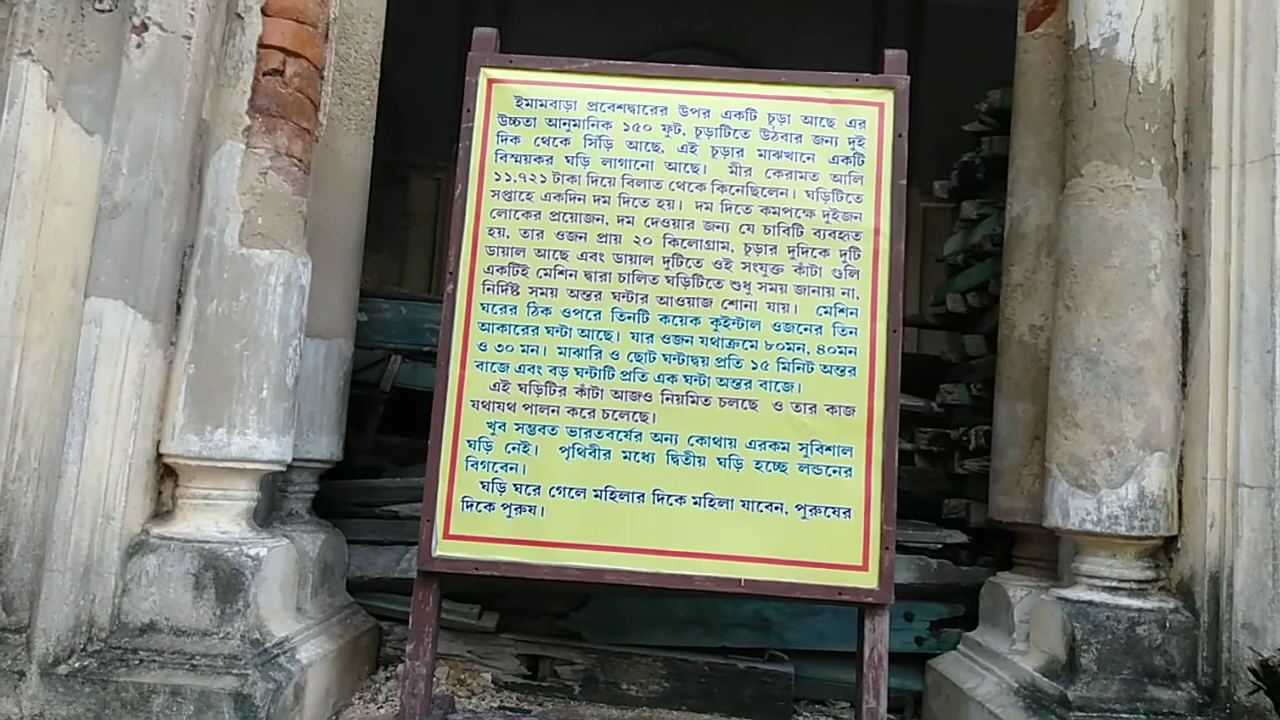 ইমামবাড়া প্রবেশদ্বারের উপর একটি চূড়া আছে এর
উচ্চতা আনুমানিক ১৫০ ফুট, চূড়াটিতে উঠবার জন্য দুই
দিক থেকে সিঁড়ি আছে, এই চূড়ার মাঝখানে একটি
বিস্ময়কর ঘড়ি লাগানো আছে। মীর কেরামত আলি
১১,৭২১ টাকা দিয়ে বিলাত থেকে কিনেছিলেন। ঘড়িটিতে
সপ্তাহে একদিন দম দিতে হয়। দম দিতে কমপক্ষে দুইজন
লোকের প্রয়োজন, দম দেওয়ার জন্য যে চাবিটি ব্যবহৃত
হয়, তার ওজন প্রায় ২০ কিলোগ্রাম, চূড়ার দুদিকে দুটি
ডায়াল আছে এবং ডায়াল দুটিতে ওই সংযুক্ত কাঁটা গুলি
একটিই মেশিন দ্বারা চালিত ঘড়িটিতে শুধু সময় জানায় না,
নির্দিষ্ট সময় অন্তর ঘন্টার আওয়াজ শোনা যায়। মেশিন
ঘরের ঠিক ওপরে তিনটি কয়েক কুইন্টাল ওজনের তিন
আকারের ঘন্টা আছে। যার ওজন যথাক্রমে ৮০মন, ৪০মন
ও ৩০ মন। মাঝারি ও ছোট ঘন্টাদ্বয় প্রতি ১৫ মিনিট অন্তর
বাজে এবং বড় ঘন্টাটি প্রতি এক ঘন্টা অন্তর বাজে।
এই ঘড়িটির কাঁটা আজও নিয়মিত চলছে ও তার কাজ
যথাযথ পালন করে চলেছে।
খুব সম্ভবত ভারতবর্ষের অন্য কোথায় এরকম সুবিশাল
ঘড়ি নেই। পৃথিবীর মধ্যে দ্বিতীয় ঘড়ি হচ্ছে লন্ডনের
বিগবেন।
ঘড়ি ঘরে গেলে মহিলার দিকে মহিলা যাবেন, পুরুষের
দিকে পুরুষ।